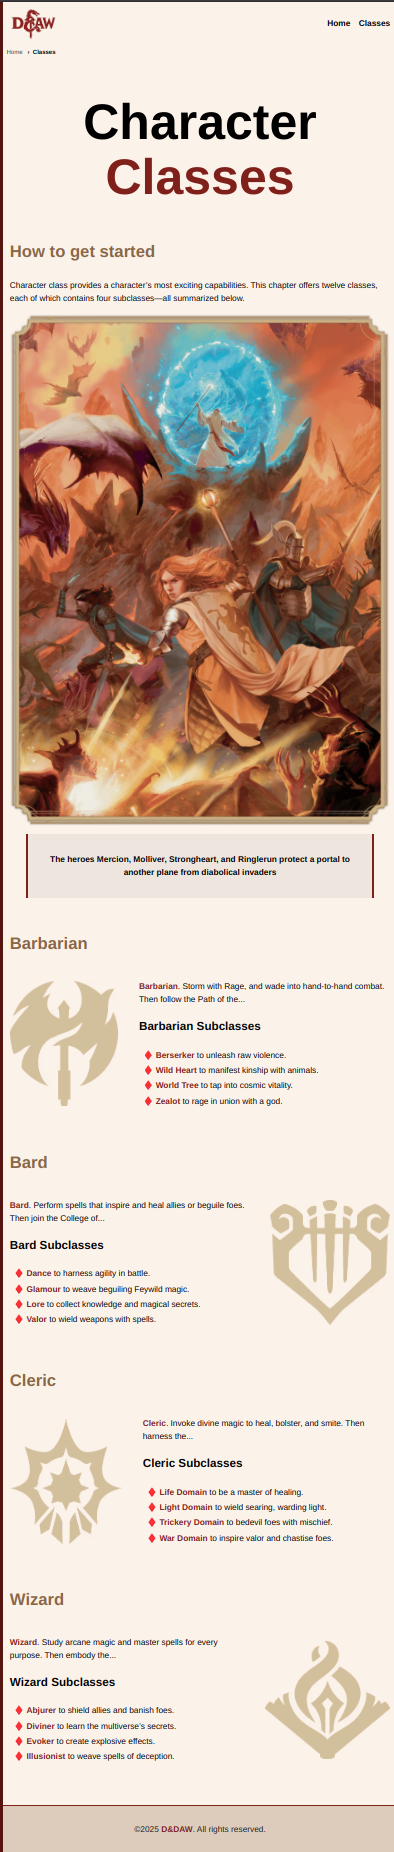 D&AW
Home Classes
Home › Classes
Character
Classes
How to get started
Character class provides a character’s most exciting capabilities. This chapter offers twelve classes,
each of which contains four subclasses—all summarized below.
The heroes Mercion, Molliver, Strongheart, and Ringlerun protect a portal to
another plane from diabolical invaders
Barbarian
Barbarian. Storm with Rage, and wade into hand-to-hand combat.
Then follow the Path of the...
Barbarian Subclasses
Berserker to unleash raw violence.
Wild Heart to manifest kinship with animals.
World Tree to tap into cosmic vitality.
Zealot to rage in union with a god.
Bard
Bard. Perform spells that inspire and heal allies or beguile foes.
Then join the College of...
Bard Subclasses
Dance to harness agility in battle.
Glamour to weave beguiling Feywild magic.
Lore to collect knowledge and magical secrets.
Valor to wield weapons with spells.
Cleric
Cleric. Invoke divine magic to heal, bolster, and smite. Then
harness the...
Cleric Subclasses
Life Domain to be a master of healing.
Light Domain to wield searing, warding light.
Trickery Domain to bedevil foes with mischief.
War Domain to inspire valor and chastise foes.
Wizard
Wizard. Study arcane magic and master spells for every
purpose. Then embody the...
Wizard Subclasses
Abjurer to shield allies and banish foes.
Diviner to learn the multiverse’s secrets.
Evoker to create explosive effects.
Illusionist to weave spells of deception.
©2025 D&DAW. All rights reserved.